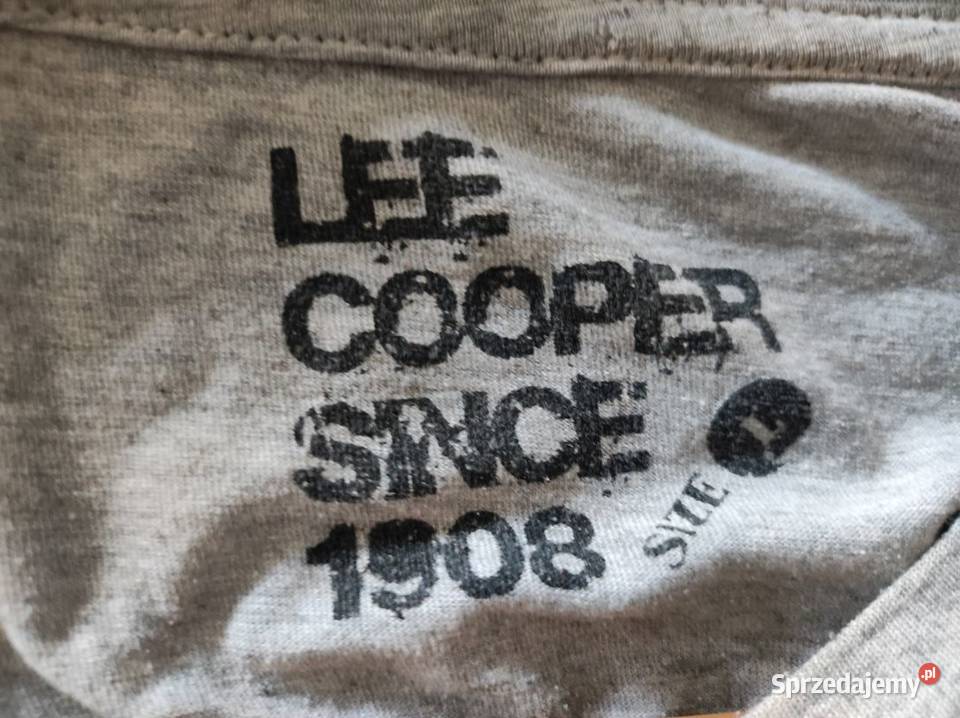 LEE
COOPER
SINCE
1908
SIZE L
Sprzedajemy.pl